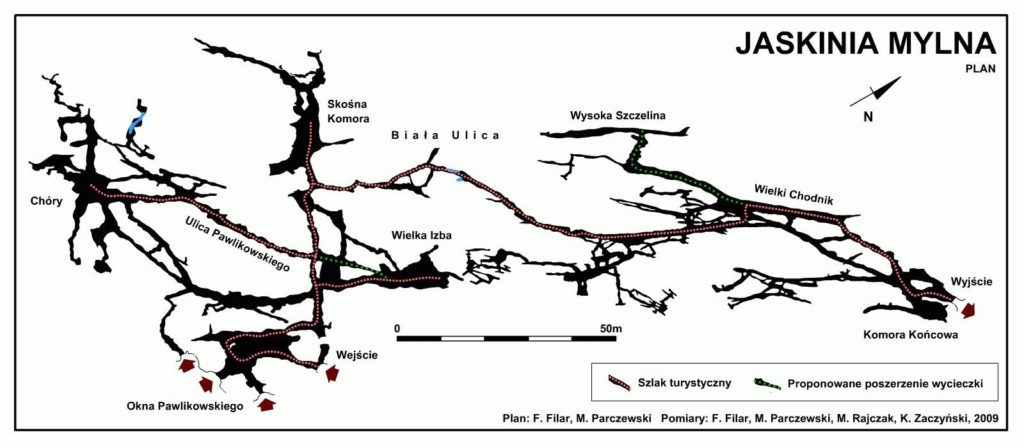 JASKINIA MYLNA
PLAN
N
Skośna
Komora
Biała Ulica
Wysoka Szczelina
Wielki Chodnik
Chóry
Ulica Pawlikowskiego
Wielka Izba
Wyjście
Komora Końcowa
0 50m
Wejście
Okna Pawlikowskiego
Szlak turystyczny
Proponowane poszerzenie wycieczki
Plan: F. Filar, M. Parczewski Pomiary: F. Filar, M. Parczewski, M. Rajczak, K. Zaczyński, 2009